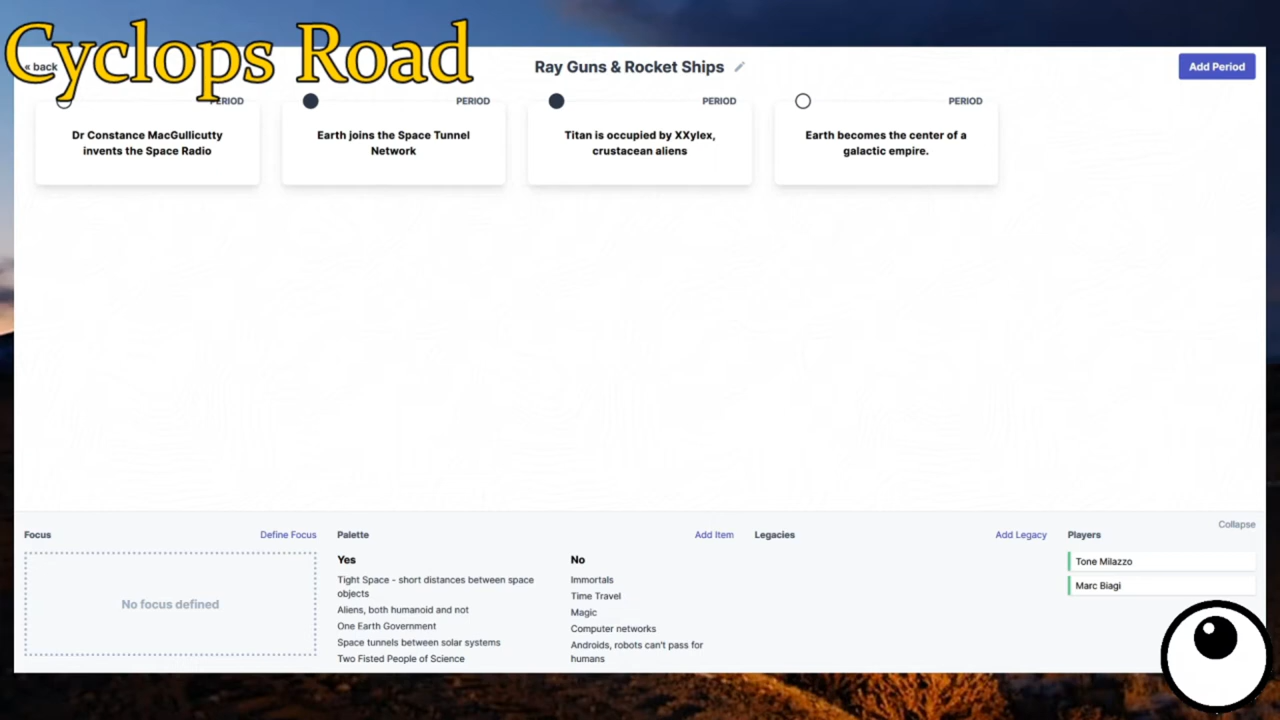 Cyclops Road
« back
Ray Guns & Rocket Ships
Add Period
PERIOD
PERIOD
PERIOD
PERIOD
Dr Constance MacGullicutty
invents the Space Radio
Earth joins the Space Tunnel
Network
Titan is occupied by XXylex,
crustacean aliens
Earth becomes the center of a
galactic empire.
Collapse
Focus
Define Focus
No focus defined
Palette
Add Item
Yes
Tight Space - short distances between space
objects
Aliens, both humanoid and not
One Earth Government
Space tunnels between solar systems
Two Fisted People of Science
No
Immortals
Time Travel
Magic
Computer networks
Androids, robots can't pass for
humans
Legacies
Add Legacy
Players
Tone Milazzo
Marc Biagi